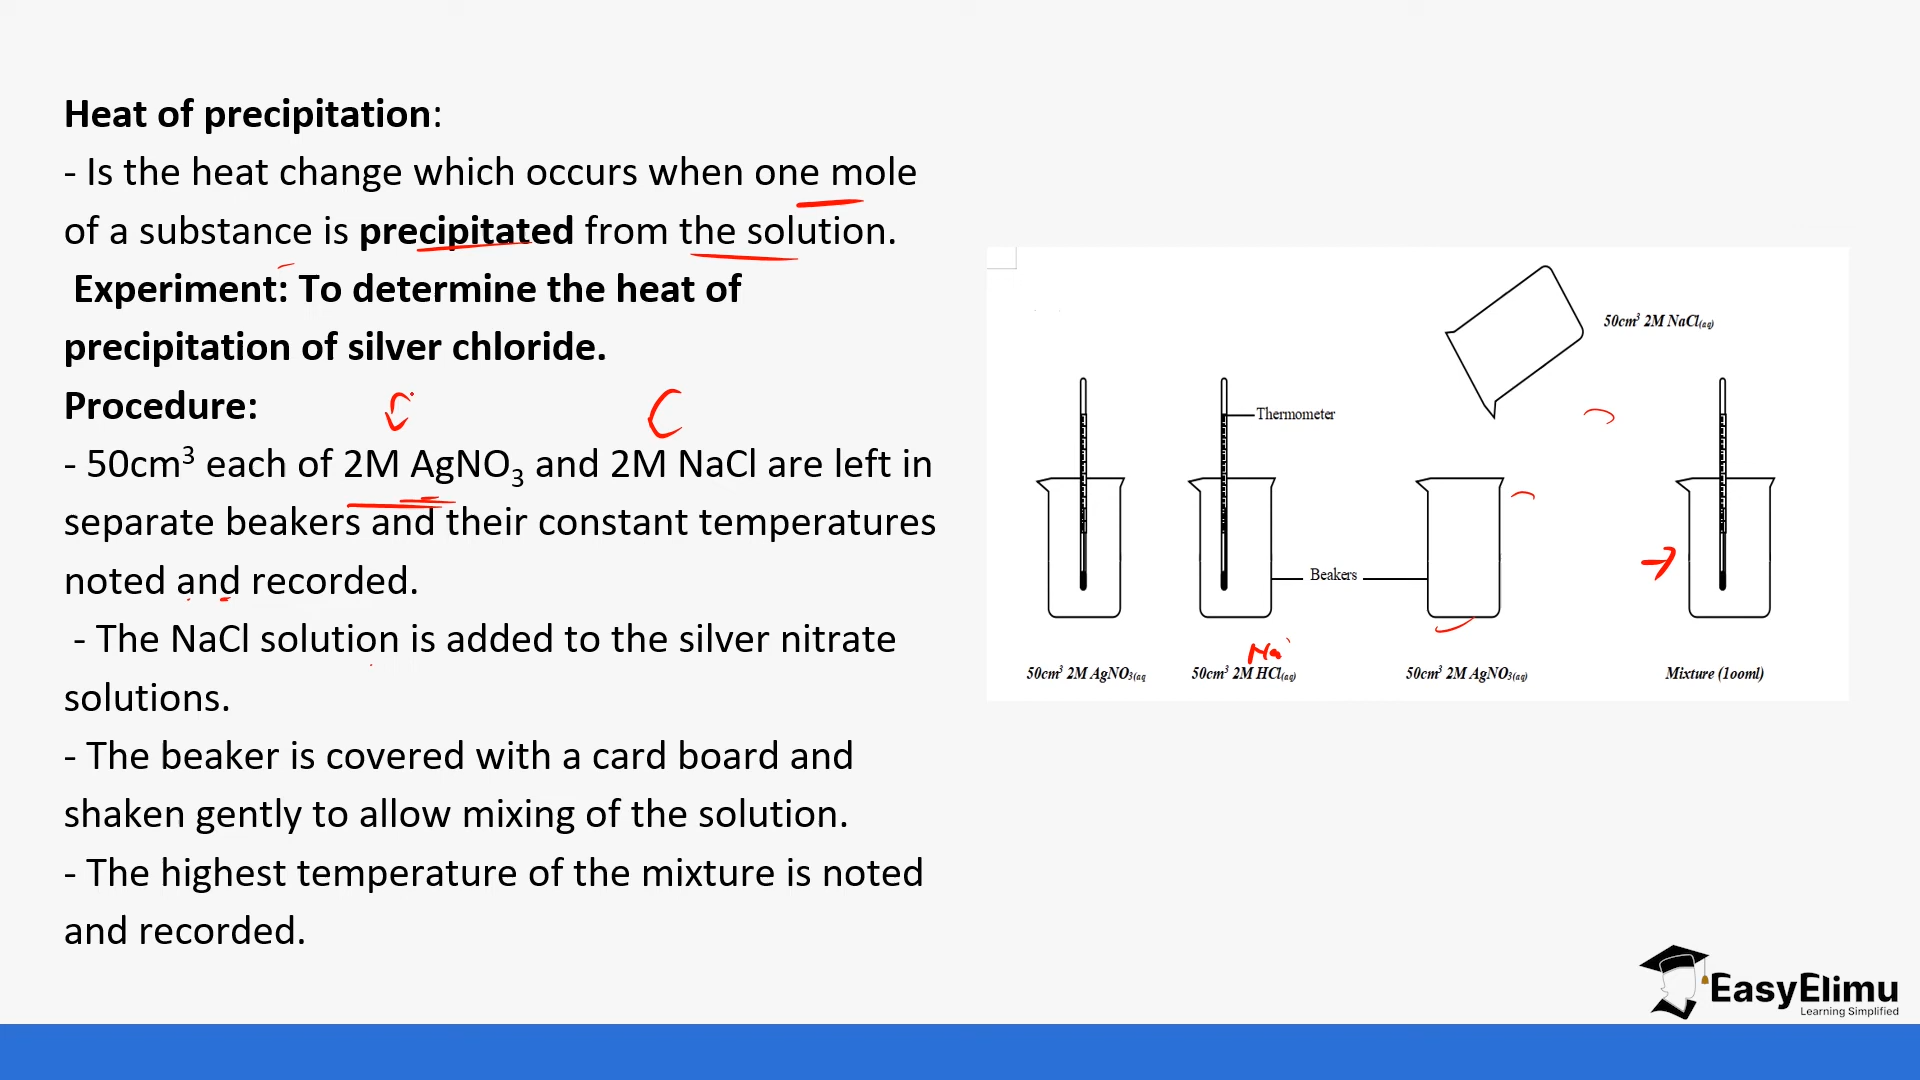 Heat of precipitation:
- Is the heat change which occurs when one mole
of a substance is precipitated from the solution.
Experiment: To determine the heat of
precipitation of silver chloride.
Procedure:
- 50cm³ each of 2M AgNO₃ and 2M NaCl are left in
separate beakers and their constant temperatures
noted and recorded.
- The NaCl solution is added to the silver nitrate
solutions.
- The beaker is covered with a card board and
shaken gently to allow mixing of the solution.
- The highest temperature of the mixture is noted
and recorded.
50cm³ 2M NaCl(aq)
Thermometer
Beakers
Na
50cm³ 2M AgNO₃(aq
50cm³ 2M HCl(aq)
50cm³ 2M AgNO₃(aq)
Mixture (1ooml)
EasyElimu
Learning Simplified